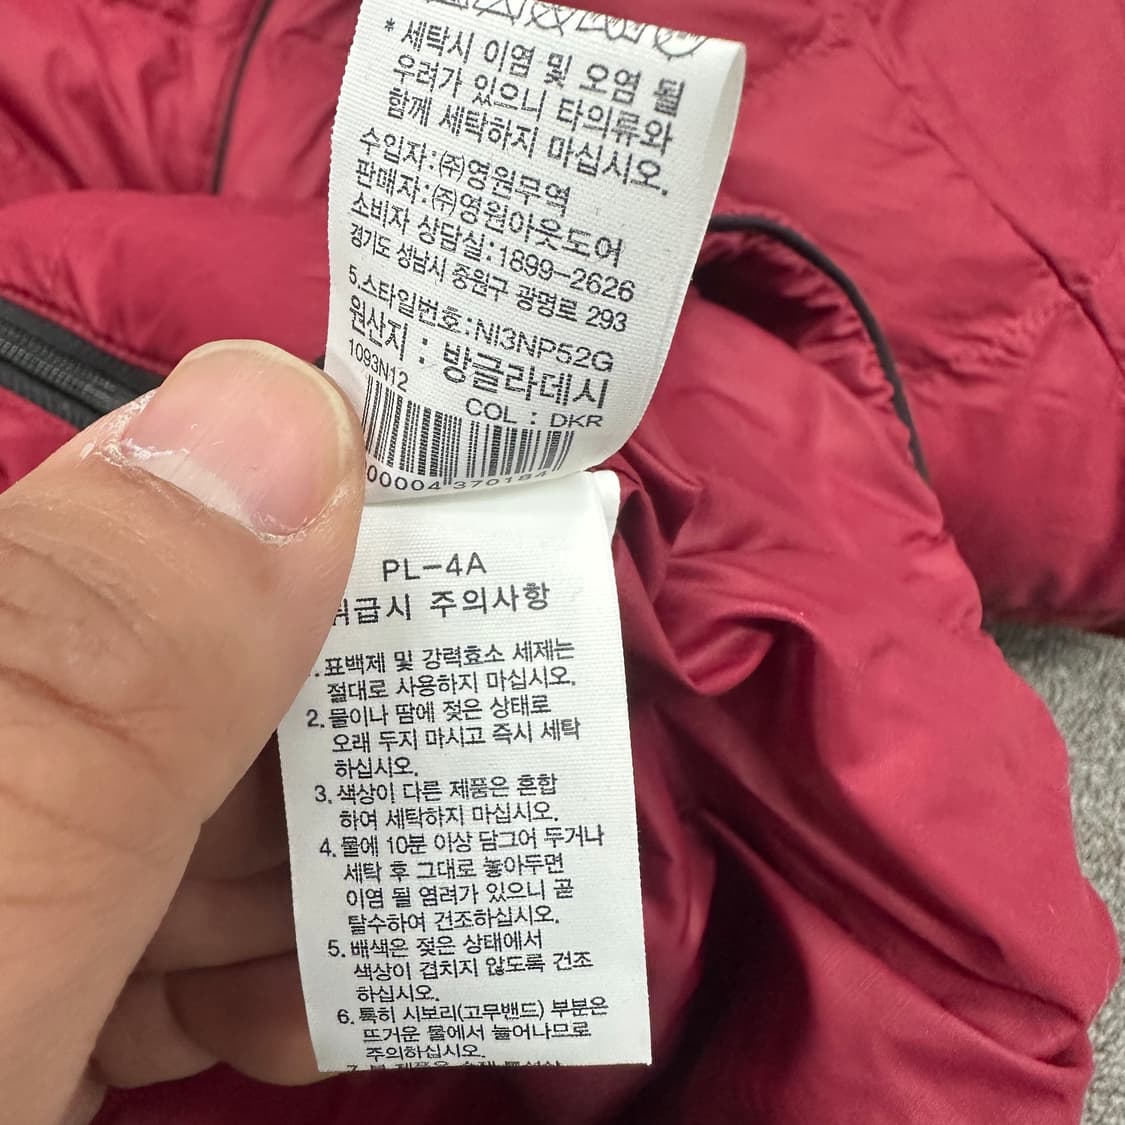 * 세탁시 이염 및 오염 될
우려가 있으니 타의류와
함께 세탁하지 마십시오.
수입자:㈜영원무역
판매자:㈜영원아웃도어
소비자 상담실:1899-2626
경기도 성남시 중원구 광명로 293
5.스타일번호:NI3NP52G
원산지 : 방글라데시
1093N12
COL : DKR
00004 370184
PL-4A
취급시 주의사항
1.표백제 및 강력효소 세제는
절대로 사용하지 마십시오.
2.물이나 땀에 젖은 상태로
오래 두지 마시고 즉시 세탁
하십시오.
3.색상이 다른 제품은 혼합
하여 세탁하지 마십시오.
4.물에 10분 이상 담그어 두거나
세탁 후 그대로 놓아두면
이염 될 염려가 있으니 곧
탈수하여 건조하십시오.
5.배색은 젖은 상태에서
색상이 겹치지 않도록 건조
하십시오.
6.특히 시보리(고무밴드) 부분은
뜨거운 물에서 늘어나므로
주의하십시오.